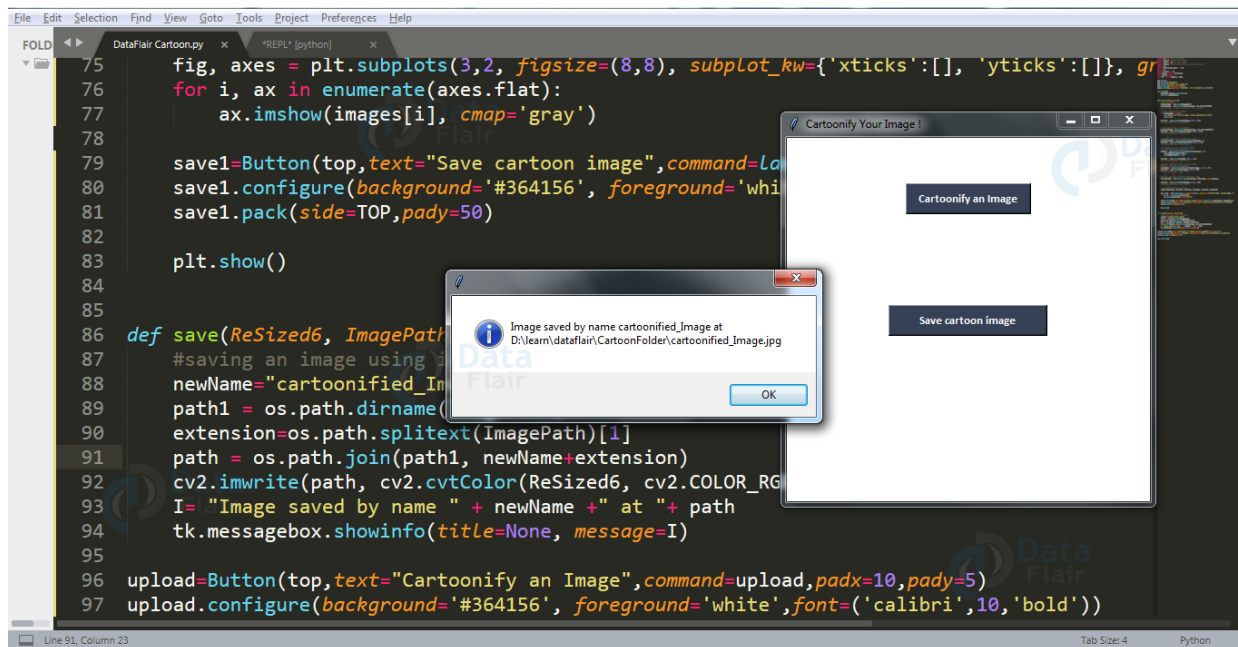 File Edit Selection Find View Goto Tools Project Preferences Help
FOLD
DataFlair Cartoon.py x *REPL* [python] x
75 fig, axes = plt.subplots(3,2, figsize=(8,8), subplot_kw={'xticks':[], 'yticks':[]}, gr
76 for i, ax in enumerate(axes.flat):
77 ax.imshow(images[i], cmap='gray')
78
79 save1=Button(top,text="Save cartoon image",command=la
80 save1.configure(background='#364156', foreground='whi
81 save1.pack(side=TOP,pady=50)
82
83 plt.show()
84
85
86 def save(ReSized6, ImagePath
87 #saving an image using i
88 newName="cartoonified_Im
89 path1 = os.path.dirname(
90 extension=os.path.splitext(ImagePath)[1]
91 path = os.path.join(path1, newName+extension)
92 cv2.imwrite(path, cv2.cvtColor(ReSized6, cv2.COLOR_RG
93 I= "Image saved by name " + newName +" at "+ path
94 tk.messagebox.showinfo(title=None, message=I)
95
96 upload=Button(top,text="Cartoonify an Image",command=upload,padx=10,pady=5)
97 upload.configure(background='#364156', foreground='white',font=('calibri',10,'bold'))
Cartoonify Your Image !
Cartoonify an Image
Save cartoon image
Image saved by name cartoonified_Image at
D:\learn\dataflair\CartoonFolder\cartoonified_Image.jpg
OK
Data
Flair
Data
Flair
Line 91, Column 23
Tab Size: 4
Python